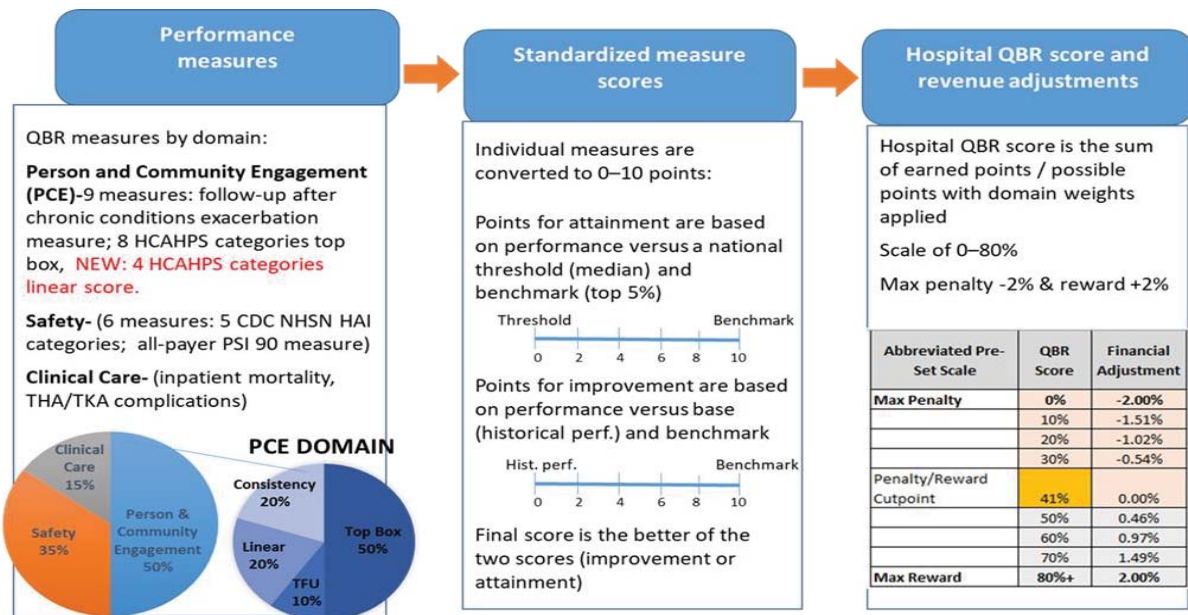 Performance
measures
QBR measures by domain:
Person and Community Engagement
(PCE)-9 measures: follow-up after
chronic conditions exacerbation
measure; 8 HCAHPS categories top
box, NEW: 4 HCAHPS categories
linear score.
Safety- (6 measures: 5 CDC NHSN HAI
categories; all-payer PSI 90 measure)
Clinical Care- (inpatient mortality,
THA/TKA complications)
Clinical
Care
15%
Safety
35%
Person &
Community
Engagement
50%
PCE DOMAIN
Consistency
20%
Linear
20%
TFU
10%
Top Box
50%
Standardized measure
scores
Individual measures are
converted to 0–10 points:
Points for attainment are based
on performance versus a national
threshold (median) and
benchmark (top 5%)
Threshold Benchmark
0 2 4 6 8 10
Points for improvement are based
on performance versus base
(historical perf.) and benchmark
Hist. perf. Benchmark
0 2 4 6 8 10
Final score is the better of the
two scores (improvement or
attainment)
Hospital QBR score and
revenue adjustments
Hospital QBR score is the sum
of earned points / possible
points with domain weights
applied
Scale of 0–80%
Max penalty -2% & reward +2%
Abbreviated Pre-
Set Scale
QBR
Score
Financial
Adjustment
Max Penalty 0% -2.00%
10% -1.51%
20% -1.02%
30% -0.54%
Penalty/Reward
Cutpoint 41% 0.00%
50% 0.46%
60% 0.97%
70% 1.49%
Max Reward 80%+ 2.00%